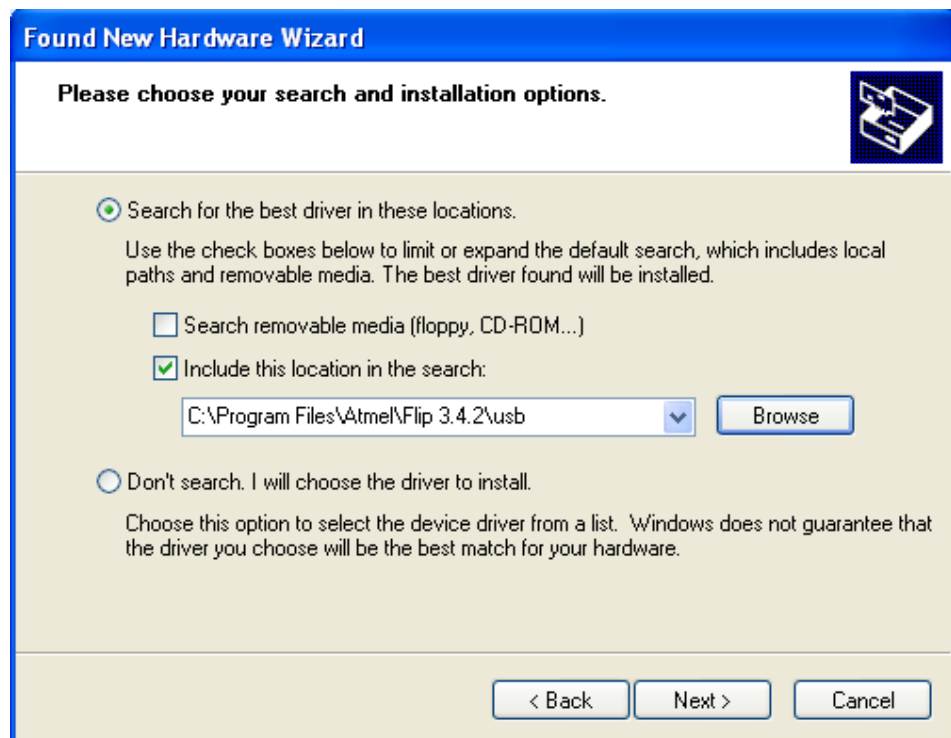 Found New Hardware Wizard
Please choose your search and installation options.
Search for the best driver in these locations.
Use the check boxes below to limit or expand the default search, which includes local
paths and removable media. The best driver found will be installed.
Search removable media (floppy, CD-ROM...)
Include this location in the search:
C:\Program Files\Atmel\Flip 3.4.2\usb
Browse
Don't search. I will choose the driver to install.
Choose this option to select the device driver from a list. Windows does not guarantee that
the driver you choose will be the best match for your hardware.
< Back
Next >
Cancel